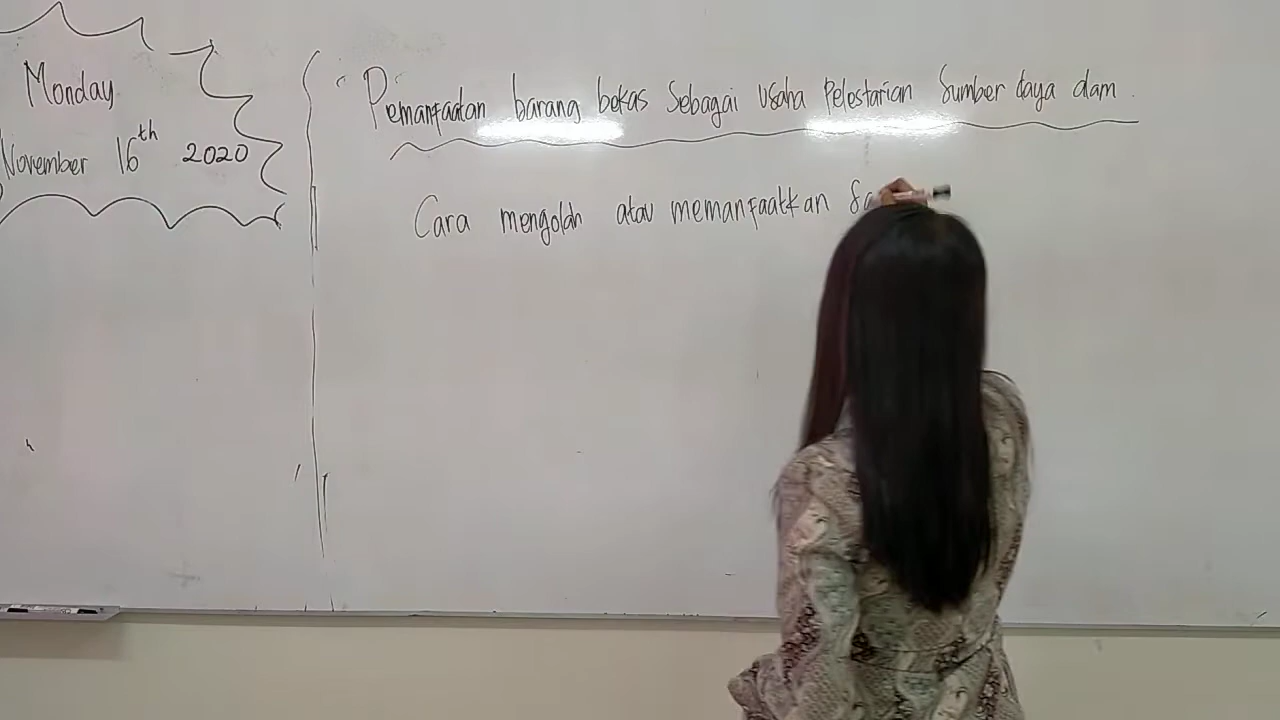 Monday
November 16th 2020
"Pemanfaatan barang bekas Sebagai usaha Pelestarian Sumber daya alam.
Cara mengolah atau memanfaatkan